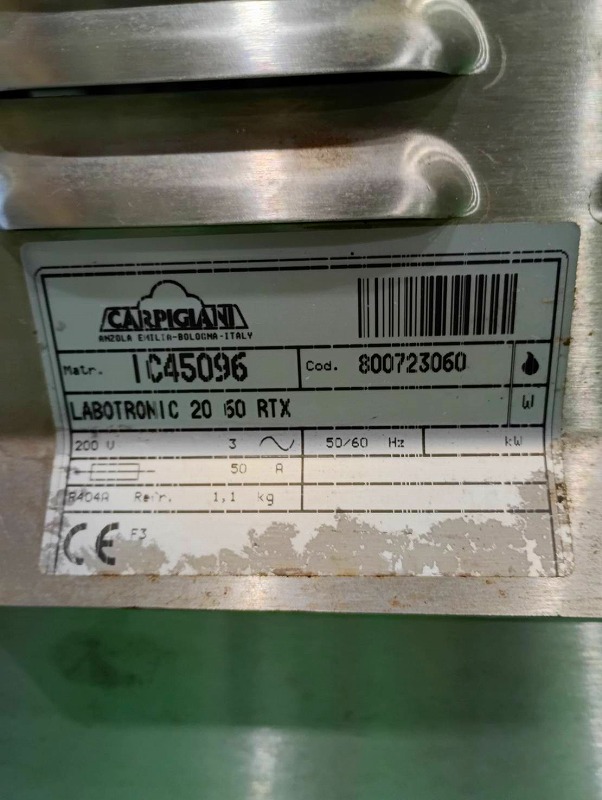 CARPIGIANI
ANZOLA EMILIA-BOLOGNA-ITALY
Matr. IC45096 Cod. 800723060
LABOTRONIC 20 60 RTX W
200 V 3 50/60 Hz kW
50 A
R404A Refr. 1,1 kg
CE F3